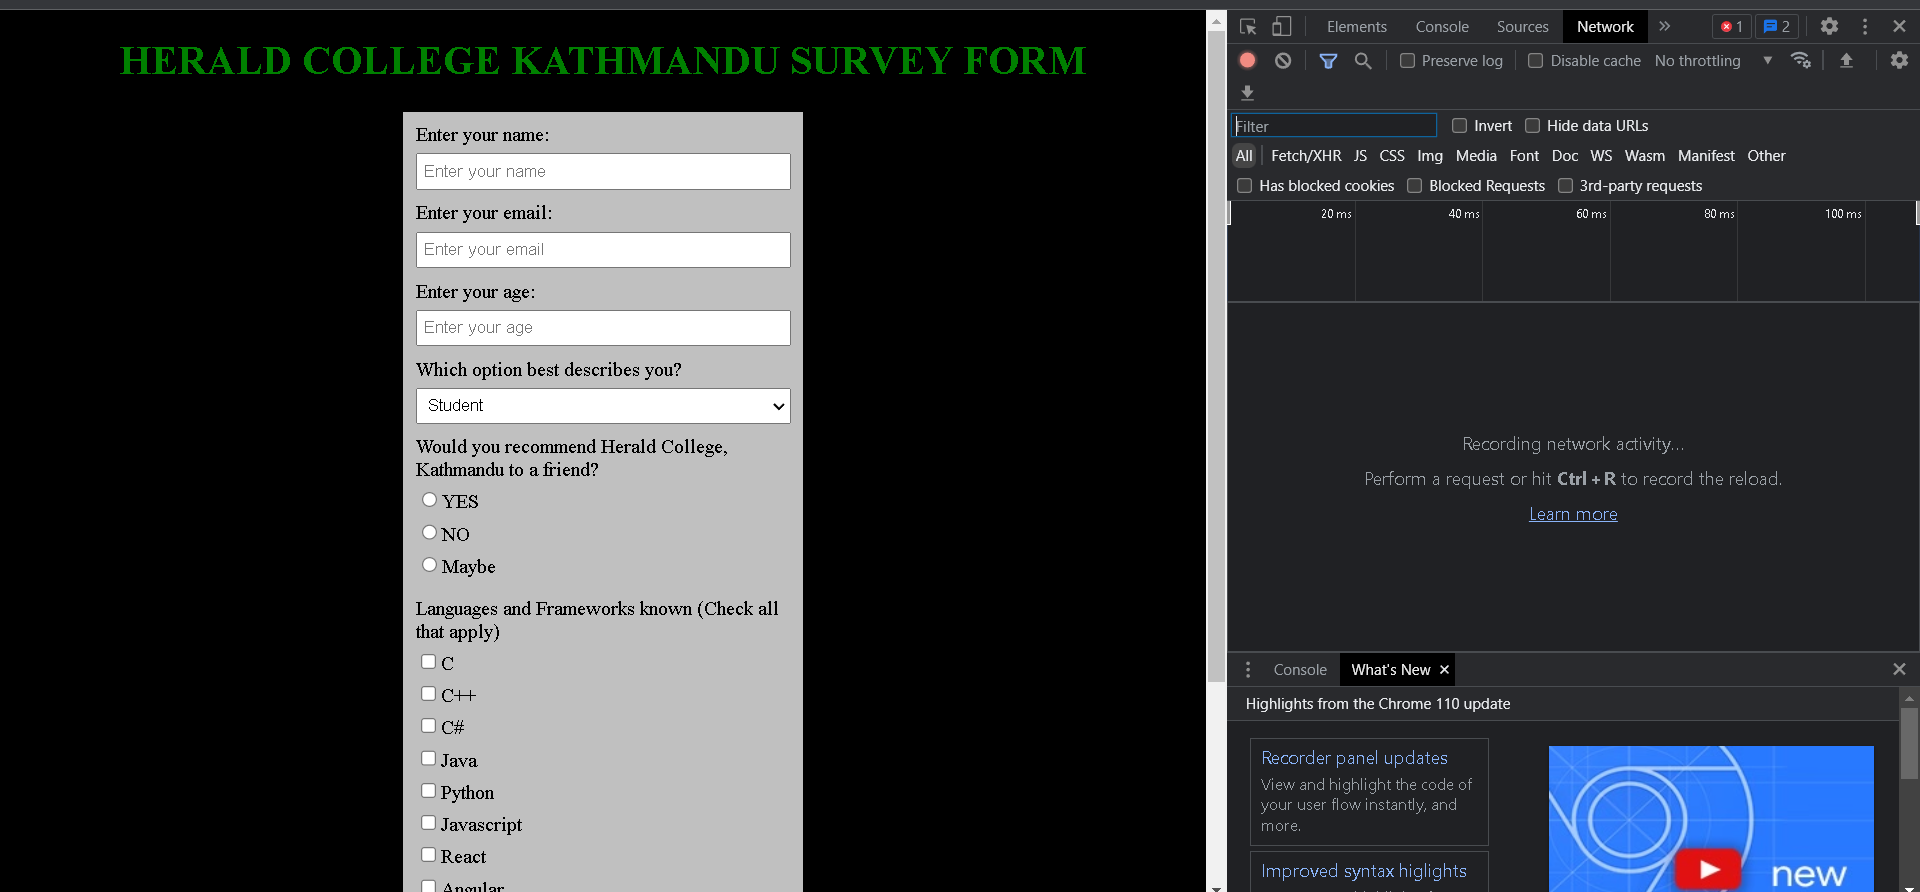 HERALD COLLEGE KATHMANDU SURVEY FORM
Enter your name:
Enter your name
Enter your email:
Enter your email
Enter your age:
Enter your age
Which option best describes you?
Student
Would you recommend Herald College,
Kathmandu to a friend?
YES
NO
Maybe
Languages and Frameworks known (Check all
that apply)
C
C++
C#
Java
Python
Javascript
React
Angular
Elements Console Sources Network 1 2
Preserve log Disable cache No throttling
Filter Invert Hide data URLs
All Fetch/XHR JS CSS Img Media Font Doc WS Wasm Manifest Other
Has blocked cookies Blocked Requests 3rd-party requests
20 ms 40 ms 60 ms 80 ms 100 ms
Recording network activity...
Perform a request or hit Ctrl + R to record the reload.
Learn more
Console What's New
Highlights from the Chrome 110 update
Recorder panel updates
View and highlight the code of
your user flow instantly, and
more.
Improved syntax higlights
new